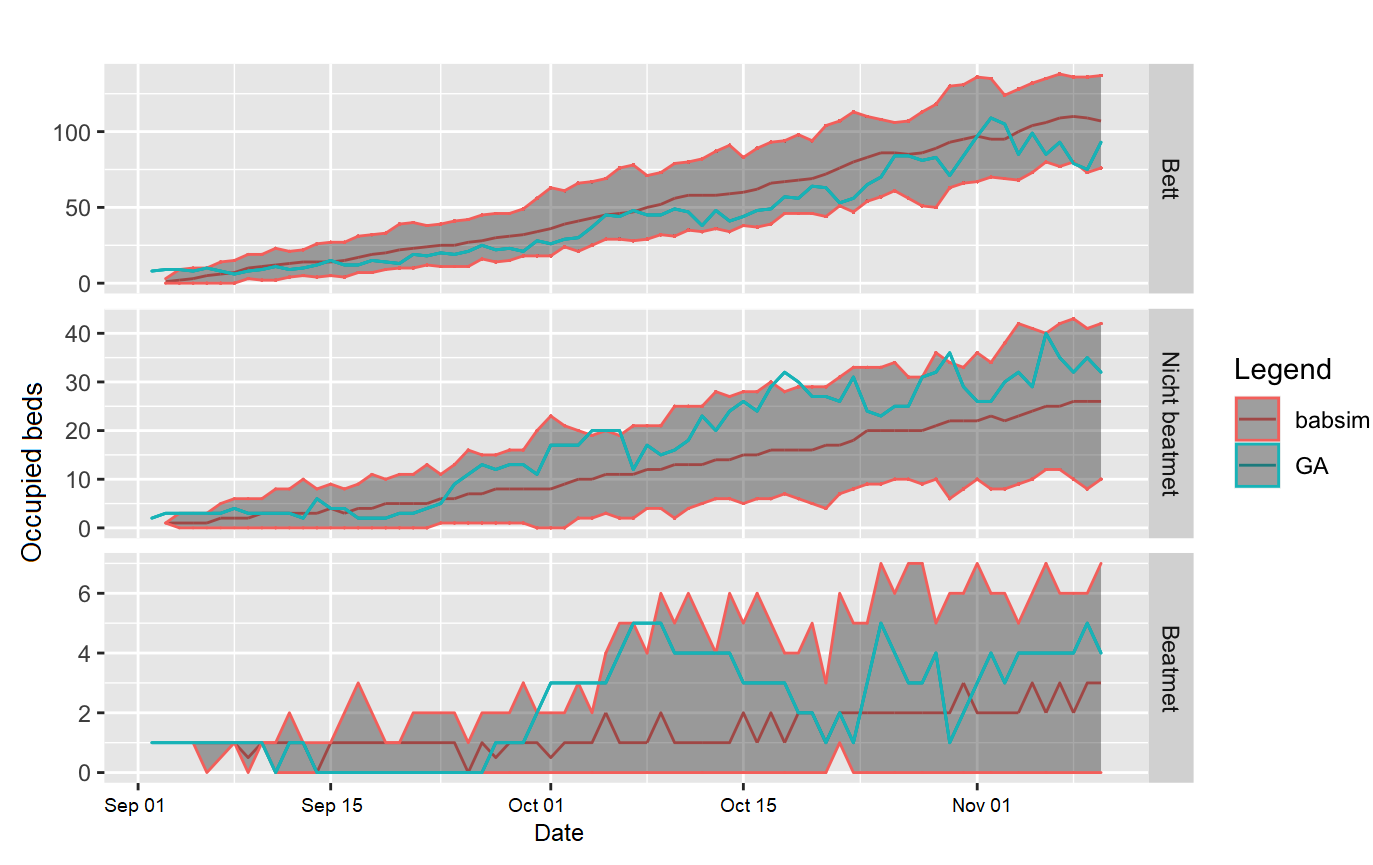 Occupied beds
100
50
0
Bett
40
30
20
10
0
Nicht beatmet
6
4
2
0
Beatmet
Sep 01
Sep 15
Oct 01
Oct 15
Nov 01
Date
Legend
babsim
GA